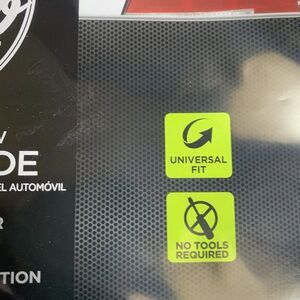 DE
EL AUTOMÓVIL
R
TION
UNIVERSAL
FIT
NO TOOLS
REQUIRED